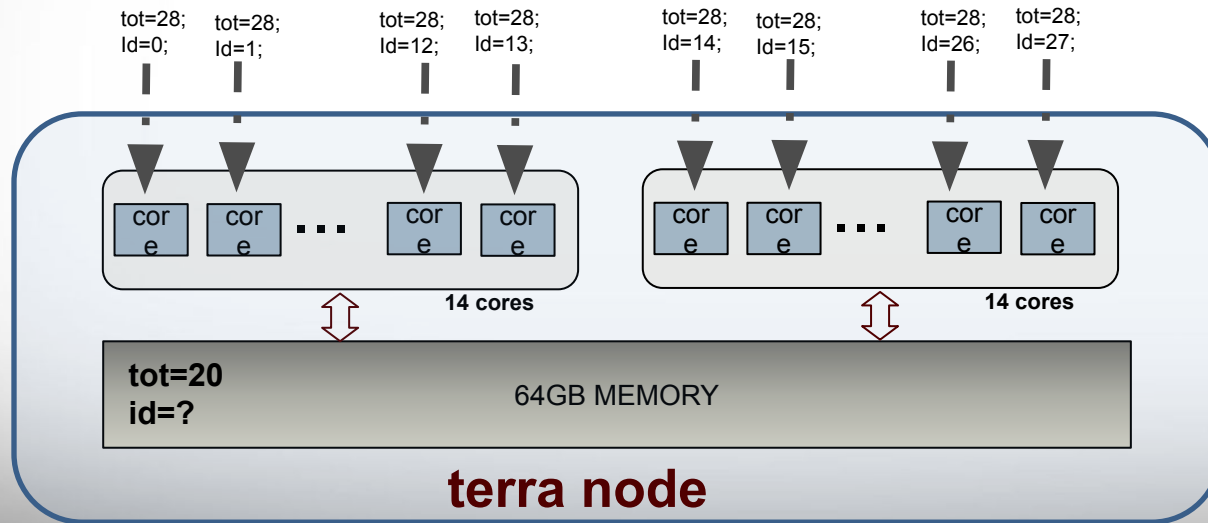 tot=28;
Id=0;
tot=28;
Id=1;
tot=28;
Id=12;
tot=28;
Id=13;
tot=28;
Id=14;
tot=28;
Id=15;
tot=28;
Id=26;
tot=28;
Id=27;
cor
e
cor
e
cor
e
cor
e
cor
e
cor
e
cor
e
cor
e
14 cores
14 cores
tot=20
id=?
64GB MEMORY
terra node